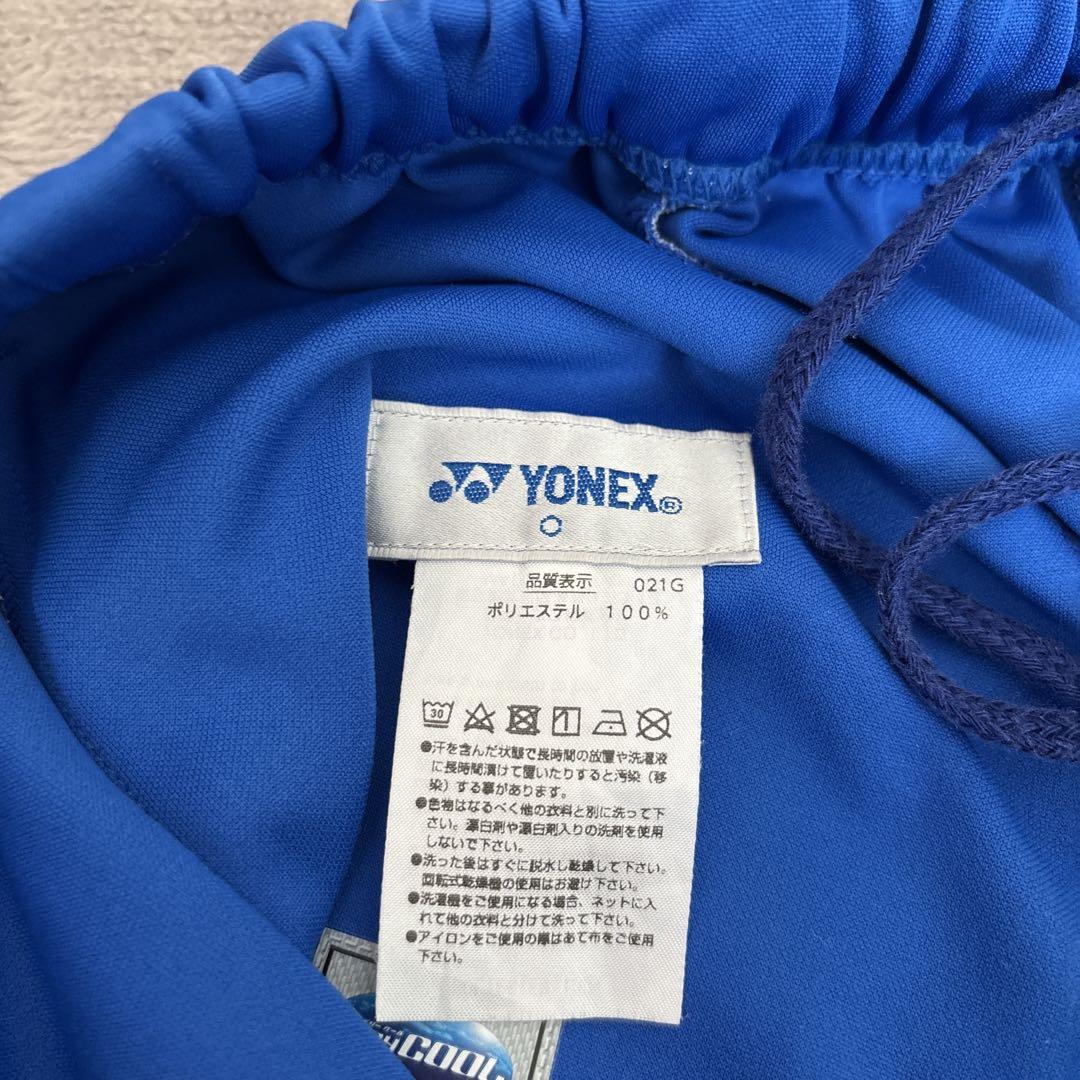 YONEX®
O
品質表示 021G
ポリエステル 100%
30
●汗を含んだ状態で長時間の放置や洗濯液
に長時間漬けて置いたりすると汚染(移
染)する事があります。
●色物はなるべく他の衣料と別に洗って下
さい。漂白剤や漂白剤入りの洗剤を使用
しないで下さい。
●洗った後はすぐに脱水し乾燥して下さい。
回転式乾燥機の使用はお避け下さい。
●洗濯機をご使用になる場合、ネットに入
れて他の衣料と分けて洗って下さい。
●アイロンをご使用の際はあて布をご使用
下さい。
COOL